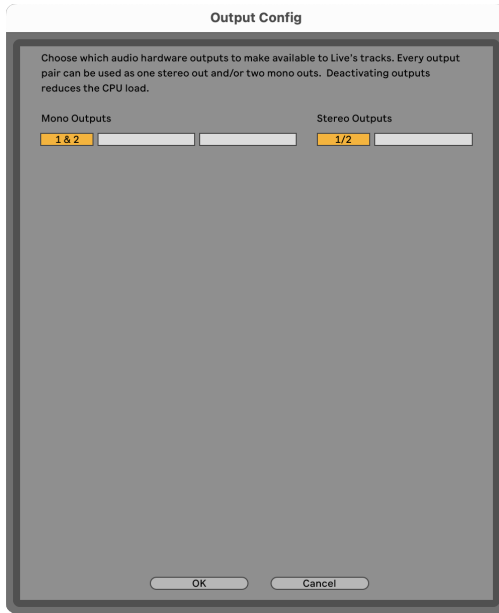 Output Config
Choose which audio hardware outputs to make available to Live's tracks. Every output
pair can be used as one stereo out and/or two mono outs. Deactivating outputs
reduces the CPU load.
Mono Outputs Stereo Outputs
1 & 2 1/2
OK Cancel